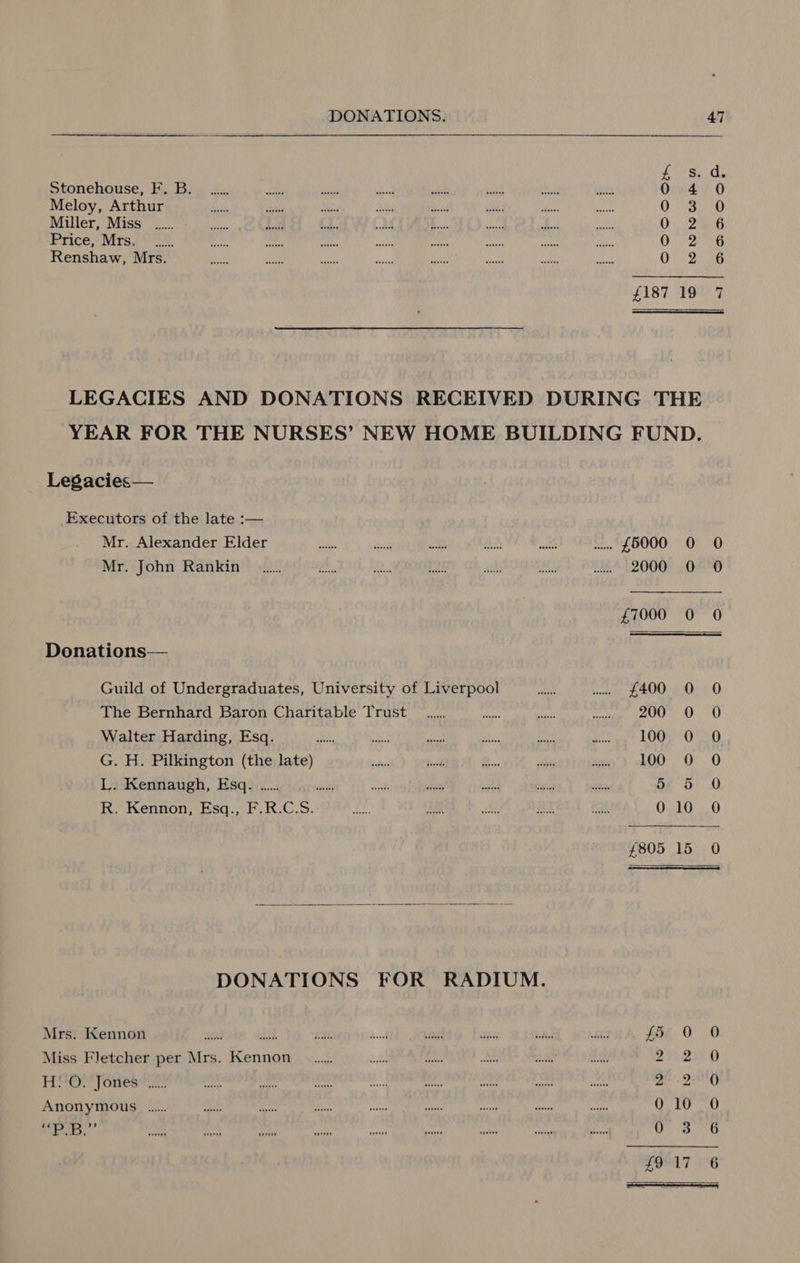 DONATIONS. 47
£ s. d.
Stonehouse, F. B. ...... 0 4 0
Meloy, Arthur ...... 0 3 0
Miller, Miss ...... 0 2 6
Price, Mrs. ...... 0 2 6
Renshaw, Mrs. ...... 0 2 6
£187 19 7
LEGACIES AND DONATIONS RECEIVED DURING THE
YEAR FOR THE NURSES’ NEW HOME BUILDING FUND.
Legacies—
Executors of the late :—
Mr. Alexander Elder ...... £5000 0 0
Mr. John Rankin ...... 2000 0 0
£7000 0 0
Donations—
Guild of Undergraduates, University of Liverpool ...... £400 0 0
The Bernhard Baron Charitable Trust ...... 200 0 0
Walter Harding, Esq. ...... 100 0 0
G. H. Pilkington (the late) ...... 100 0 0
L. Kennaugh, Esq. ...... 5 5 0
R. Kennon, Esq., F.R.C.S. ...... 0 10 0
£805 15 0
DONATIONS FOR RADIUM.
Mrs. Kennon ...... £5 0 0
Miss Fletcher per Mrs. Kennon ...... 2 2 0
H. O. Jones ...... 2 2 0
Anonymous ...... 0 10 0
“P.B.” ...... 0 3 6
£9 17 6